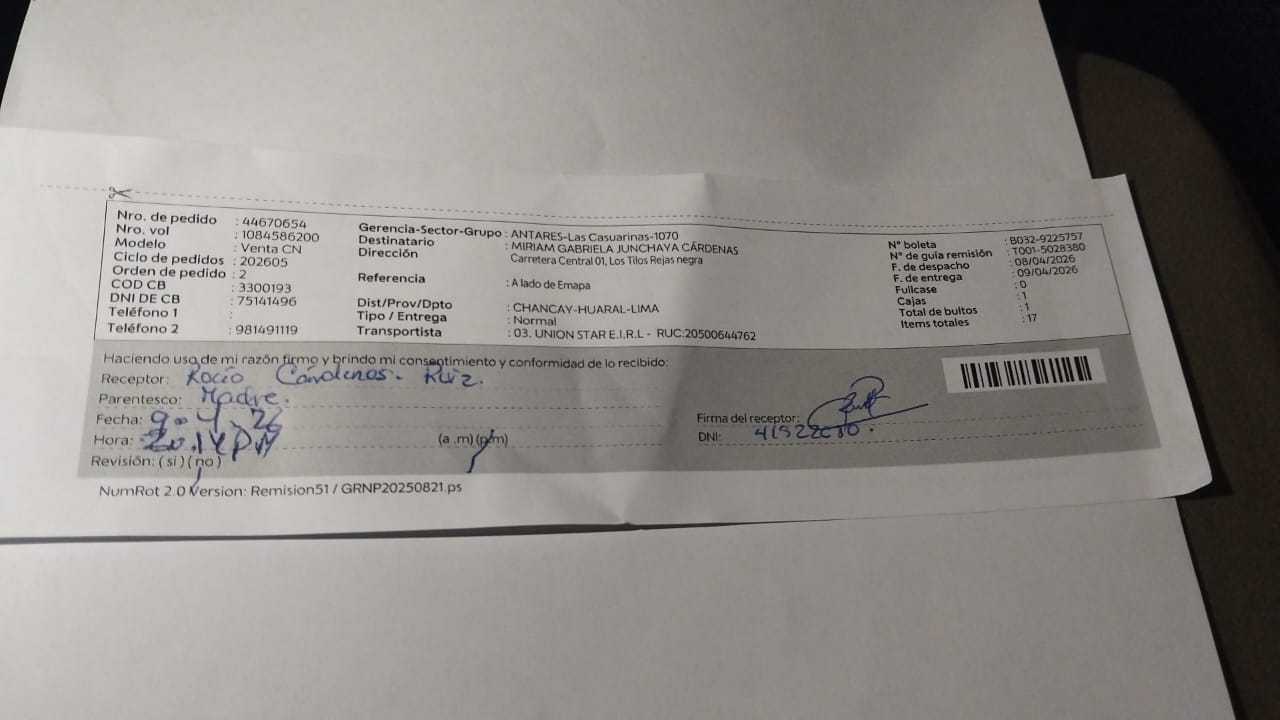 Nro. de pedido : 44670654
Nro. vol : 1084586200
Modelo : Venta CN
Ciclo de pedidos : 202605
Orden de pedido : 2
COD CB : 3300193
DNI DE CB : 75141496
Teléfono 1 :
Teléfono 2 : 981491119
Gerencia-Sector-Grupo : ANTARES-Las Casuarinas-1070
Destinatario : MIRIAM GABRIELA JUNCHAYA CÁRDENAS
Dirección Carretera Central 01, Los Tilos Rejas negra
Referencia : A lado de Emapa
Dist/Prov/Dpto : CHANCAY-HUARAL-LIMA
Tipo / Entrega : Normal
Transportista : 03. UNION STAR E.I.R.L - RUC:20500644762
N° boleta : B032-9225757
N° de guía remisión : T001-5028380
F. de despacho : 08/04/2026
F. de entrega : 09/04/2026
Fullcase : 0
Cajas : 1
Total de bultos : 1
Items totales : 17
Haciendo uso de mi razón firmo y brindo mi consentimiento y conformidad de lo recibido:
Receptor: Rocío Cárdenas. Ruiz.
Parentesco: Madre.
Fecha: 9-4-26
Hora: PM (a .m) (p.m)
Revisión: ( si ) ( no )
Firma del receptor:
DNI:
NumRot 2.0 Version: Remision51 / GRNP20250821.ps